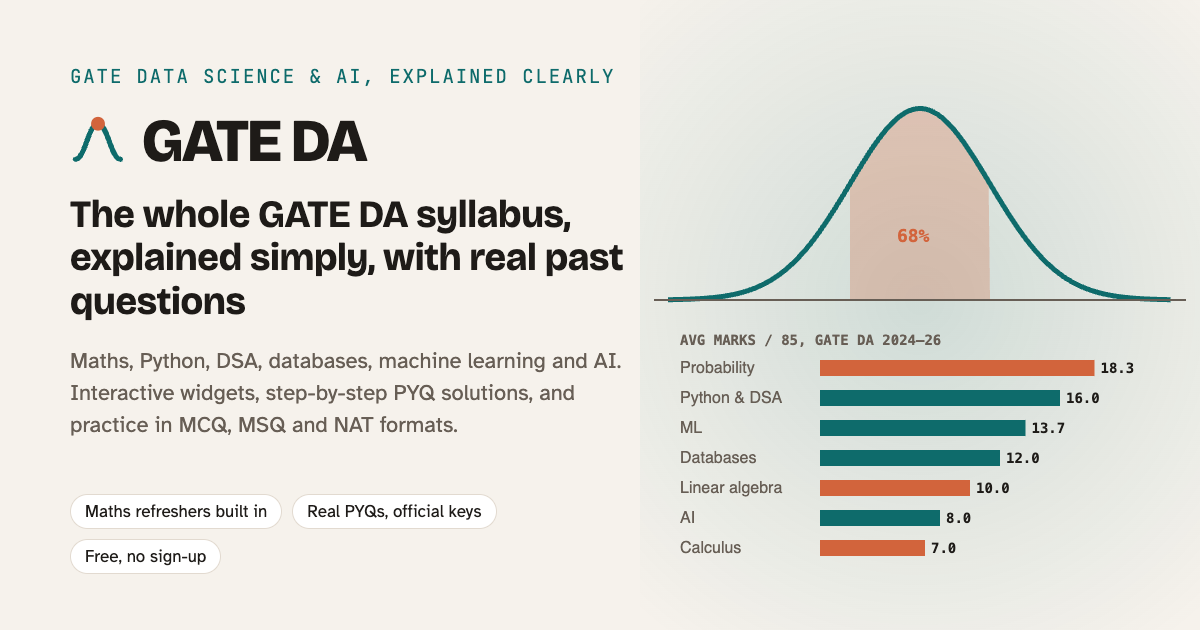 GATE DATA SCIENCE & AI, EXPLAINED CLEARLY
GATE DA
The whole GATE DA syllabus,
explained simply, with real past
questions
Maths, Python, DSA, databases, machine learning and AI.
Interactive widgets, step-by-step PYQ solutions, and
practice in MCQ, MSQ and NAT formats.
Maths refreshers built in
Real PYQs, official keys
Free, no sign-up
68%
AVG MARKS / 85, GATE DA 2024–26
Probability 18.3
Python & DSA 16.0
ML 13.7
Databases 12.0
Linear algebra 10.0
AI 8.0
Calculus 7.0